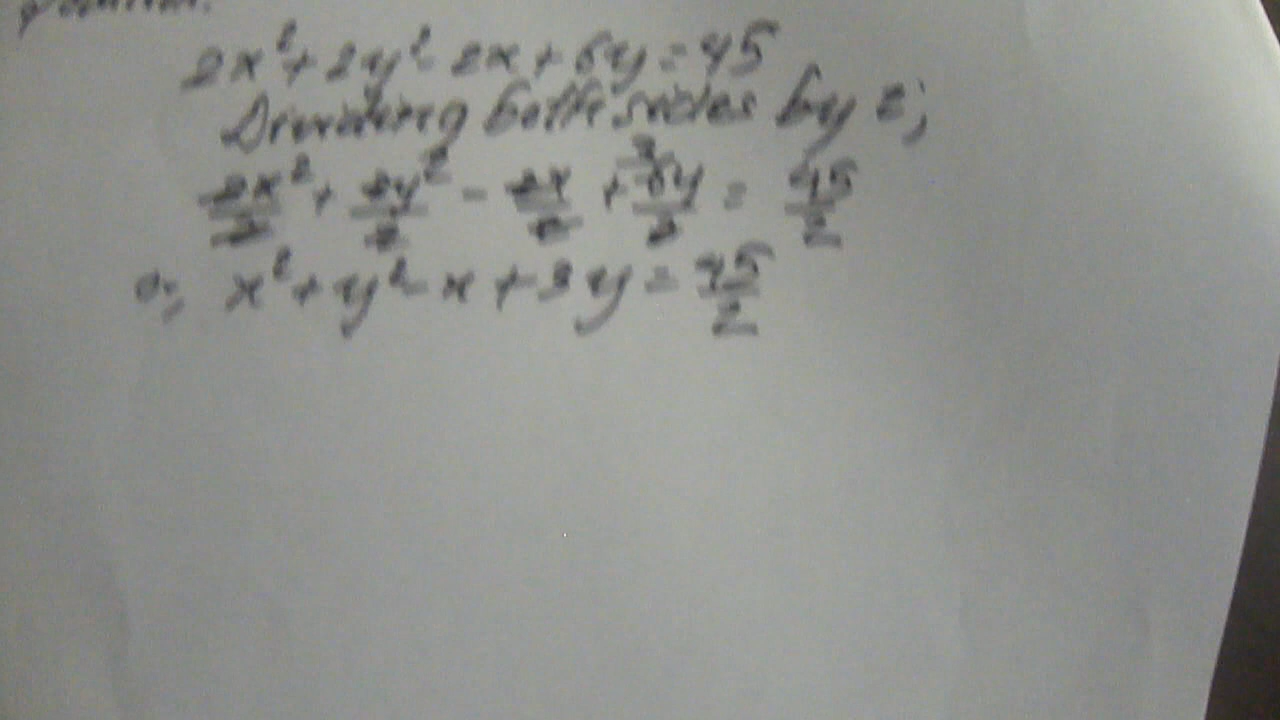 2x² + 2y² - 2x + 6y = 45
Dividing both sides by 2;
2x²/2 + 2y²/2 - 2x/2 + 3 6y/2 = 45/2
or, x² + y² - x + 3y = 45/2